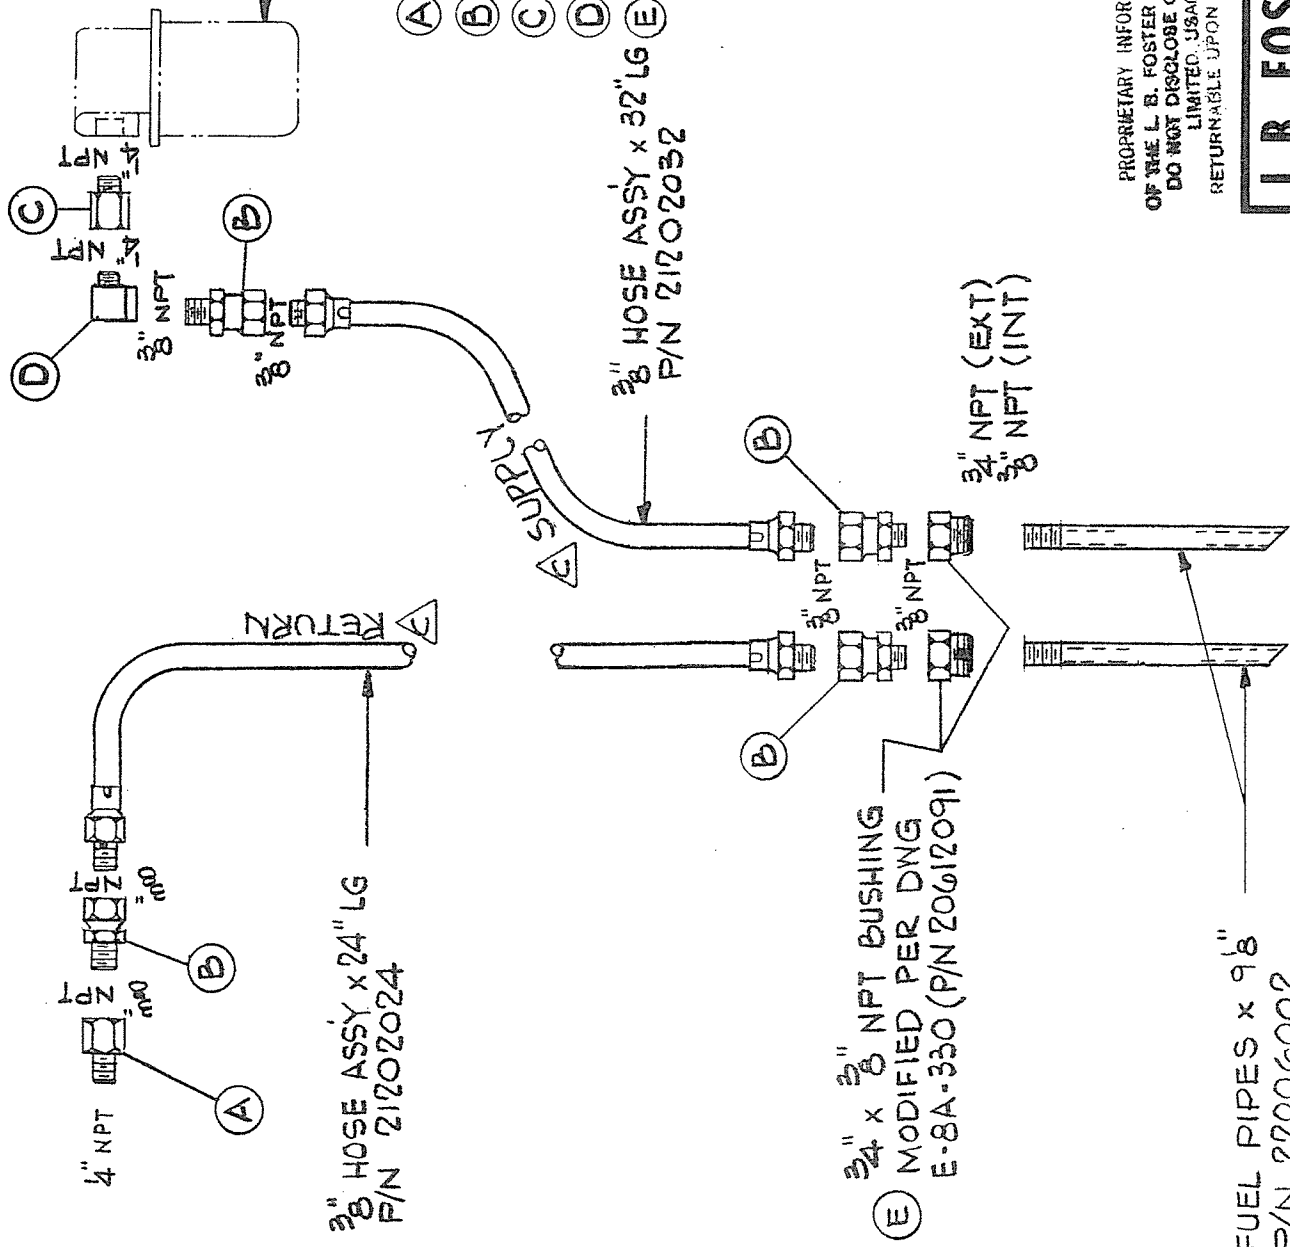 A
B
C
D
E
PROPRIETARY INFOR
OF THE L. B. FOSTER
DO NOT DISCLOSE
LIMITED USAG
RETURNABLE UPON
L B FOS
C
1/4" NPT
1/4" NPT
D
3/8" NPT
B
3/8" NPT
3/8" HOSE ASS'Y x 32" LG
P/N 21202032
SUPPLY
C
RETURN
C
B
3/4" NPT (EXT)
3/8" NPT (INT)
3/8" NPT
3/8" NPT
B
3/8" NPT
B
3/8" NPT
1/4" NPT
A
3/8" HOSE ASS'Y x 24" LG
P/N 21202024
E
3/4" x 3/8" NPT BUSHING
MODIFIED PER DWG
E-8A-330 (P/N 20612091)
FUEL PIPES x 9 1/8"
P/N 22006002